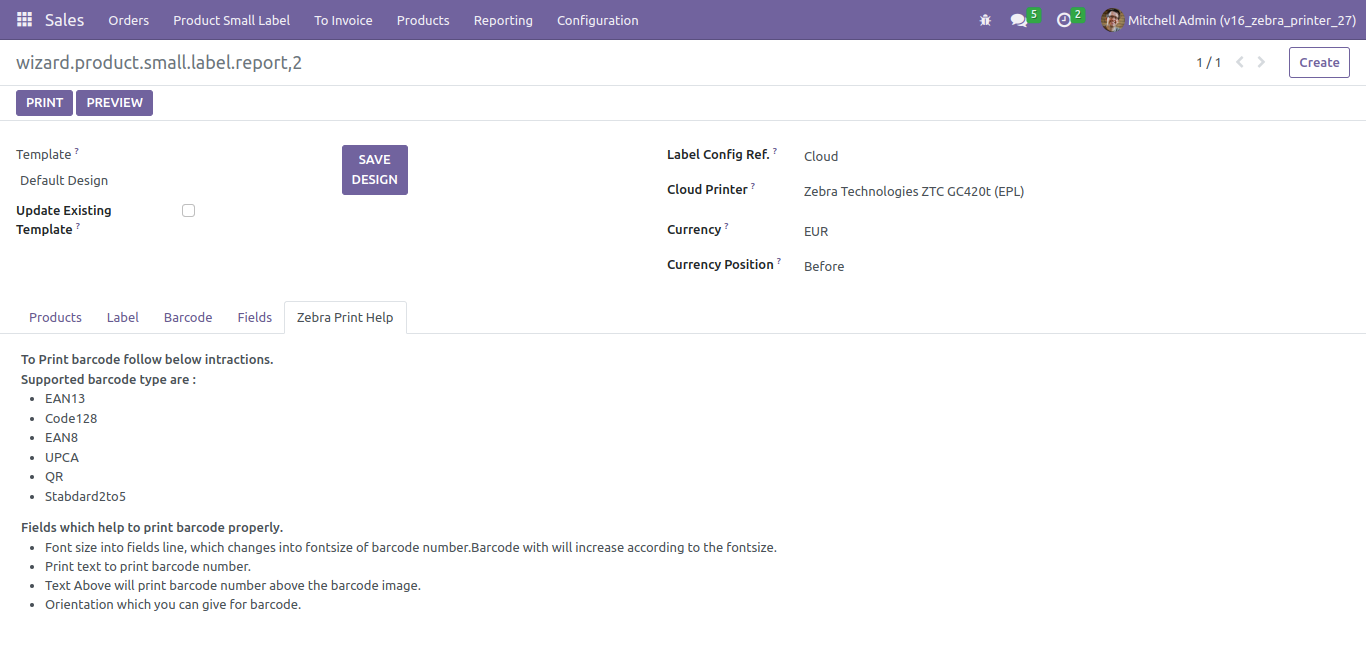 Sales Orders Product Small Label To Invoice Products Reporting Configuration 5 2 Mitchell Admin (v16_zebra_printer_27)
wizard.product.small.label.report,2 1 / 1 Create
PRINT PREVIEW
Template ?
Default Design
SAVE
DESIGN
Update Existing
Template ?
Label Config Ref. ? Cloud
Cloud Printer ? Zebra Technologies ZTC GC420t (EPL)
Currency ? EUR
Currency Position ? Before
Products Label Barcode Fields Zebra Print Help
To Print barcode follow below intractions.
Supported barcode type are :
• EAN13
• Code128
• EAN8
• UPCA
• QR
• Stabdard2to5
Fields which help to print barcode properly.
• Font size into fields line, which changes into fontsize of barcode number.Barcode with will increase according to the fontsize.
• Print text to print barcode number.
• Text Above will print barcode number above the barcode image.
• Orientation which you can give for barcode.